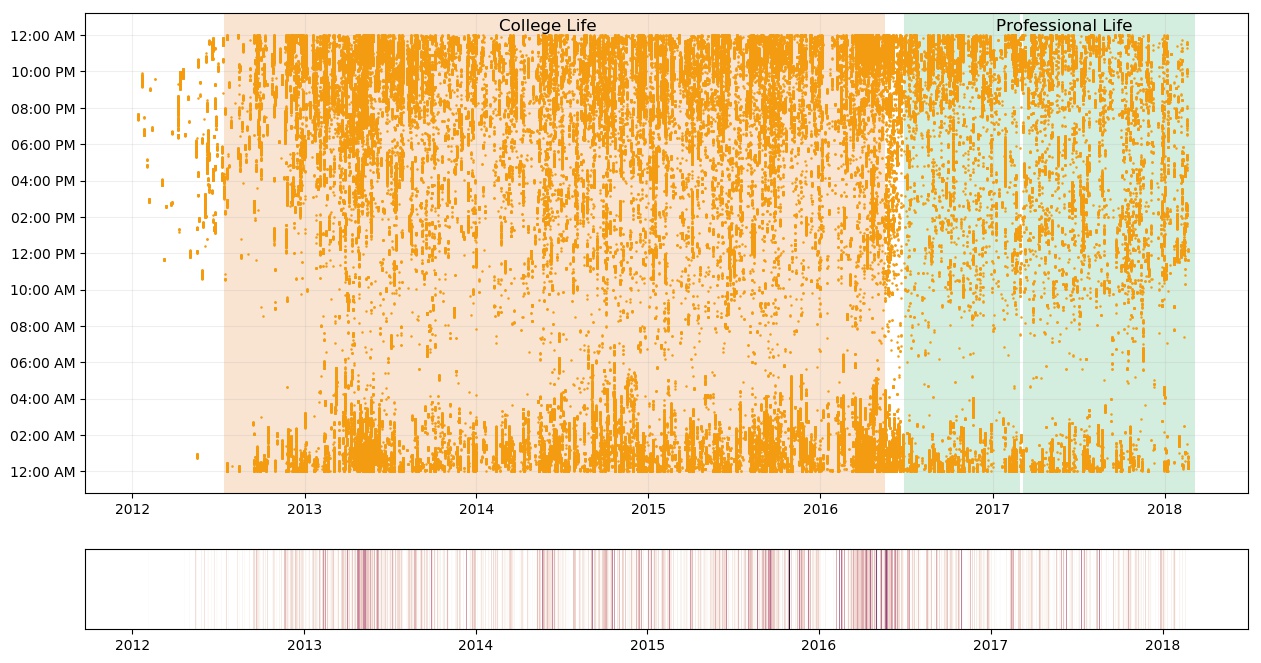 College Life Professional Life
12:00 AM
10:00 PM
08:00 PM
06:00 PM
04:00 PM
02:00 PM
12:00 PM
10:00 AM
08:00 AM
06:00 AM
04:00 AM
02:00 AM
12:00 AM
2012 2013 2014 2015 2016 2017 2018
2012 2013 2014 2015 2016 2017 2018